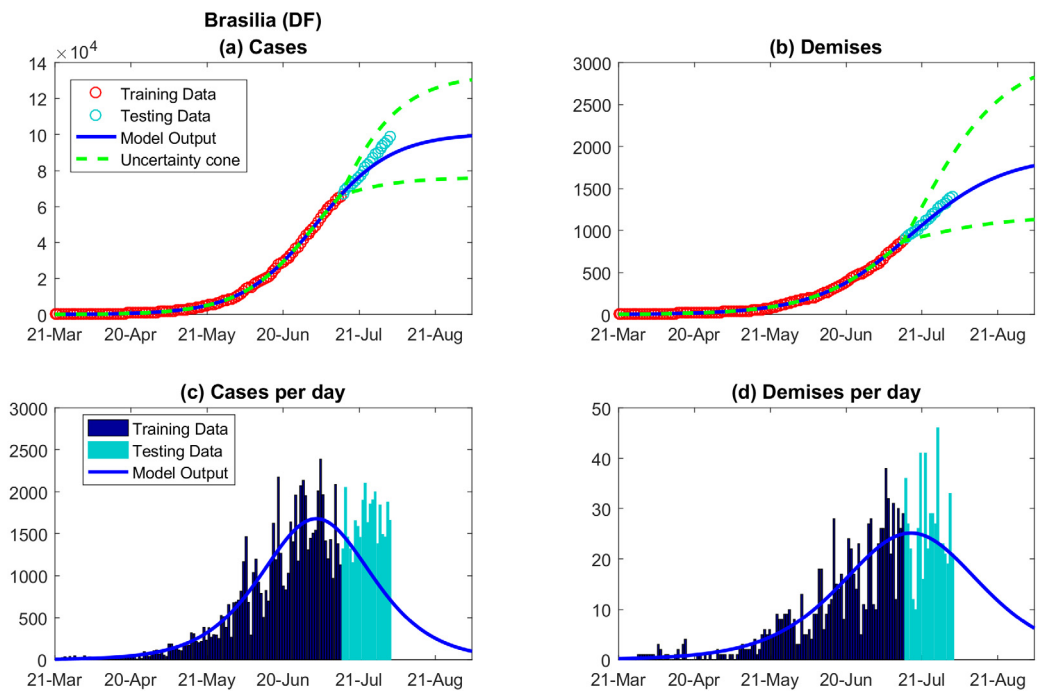 Brasilia (DF)
(a) Cases
× 10⁴
14
12
10
8
6
4
2
0
21-Mar 20-Apr 21-May 20-Jun 21-Jul 21-Aug
Training Data
Testing Data
Model Output
Uncertainty cone
(b) Demises
3000
2500
2000
1500
1000
500
0
21-Mar 20-Apr 21-May 20-Jun 21-Jul 21-Aug
(c) Cases per day
3000
2500
2000
1500
1000
500
0
21-Mar 20-Apr 21-May 20-Jun 21-Jul 21-Aug
Training Data
Testing Data
Model Output
(d) Demises per day
50
40
30
20
10
0
21-Mar 20-Apr 21-May 20-Jun 21-Jul 21-Aug